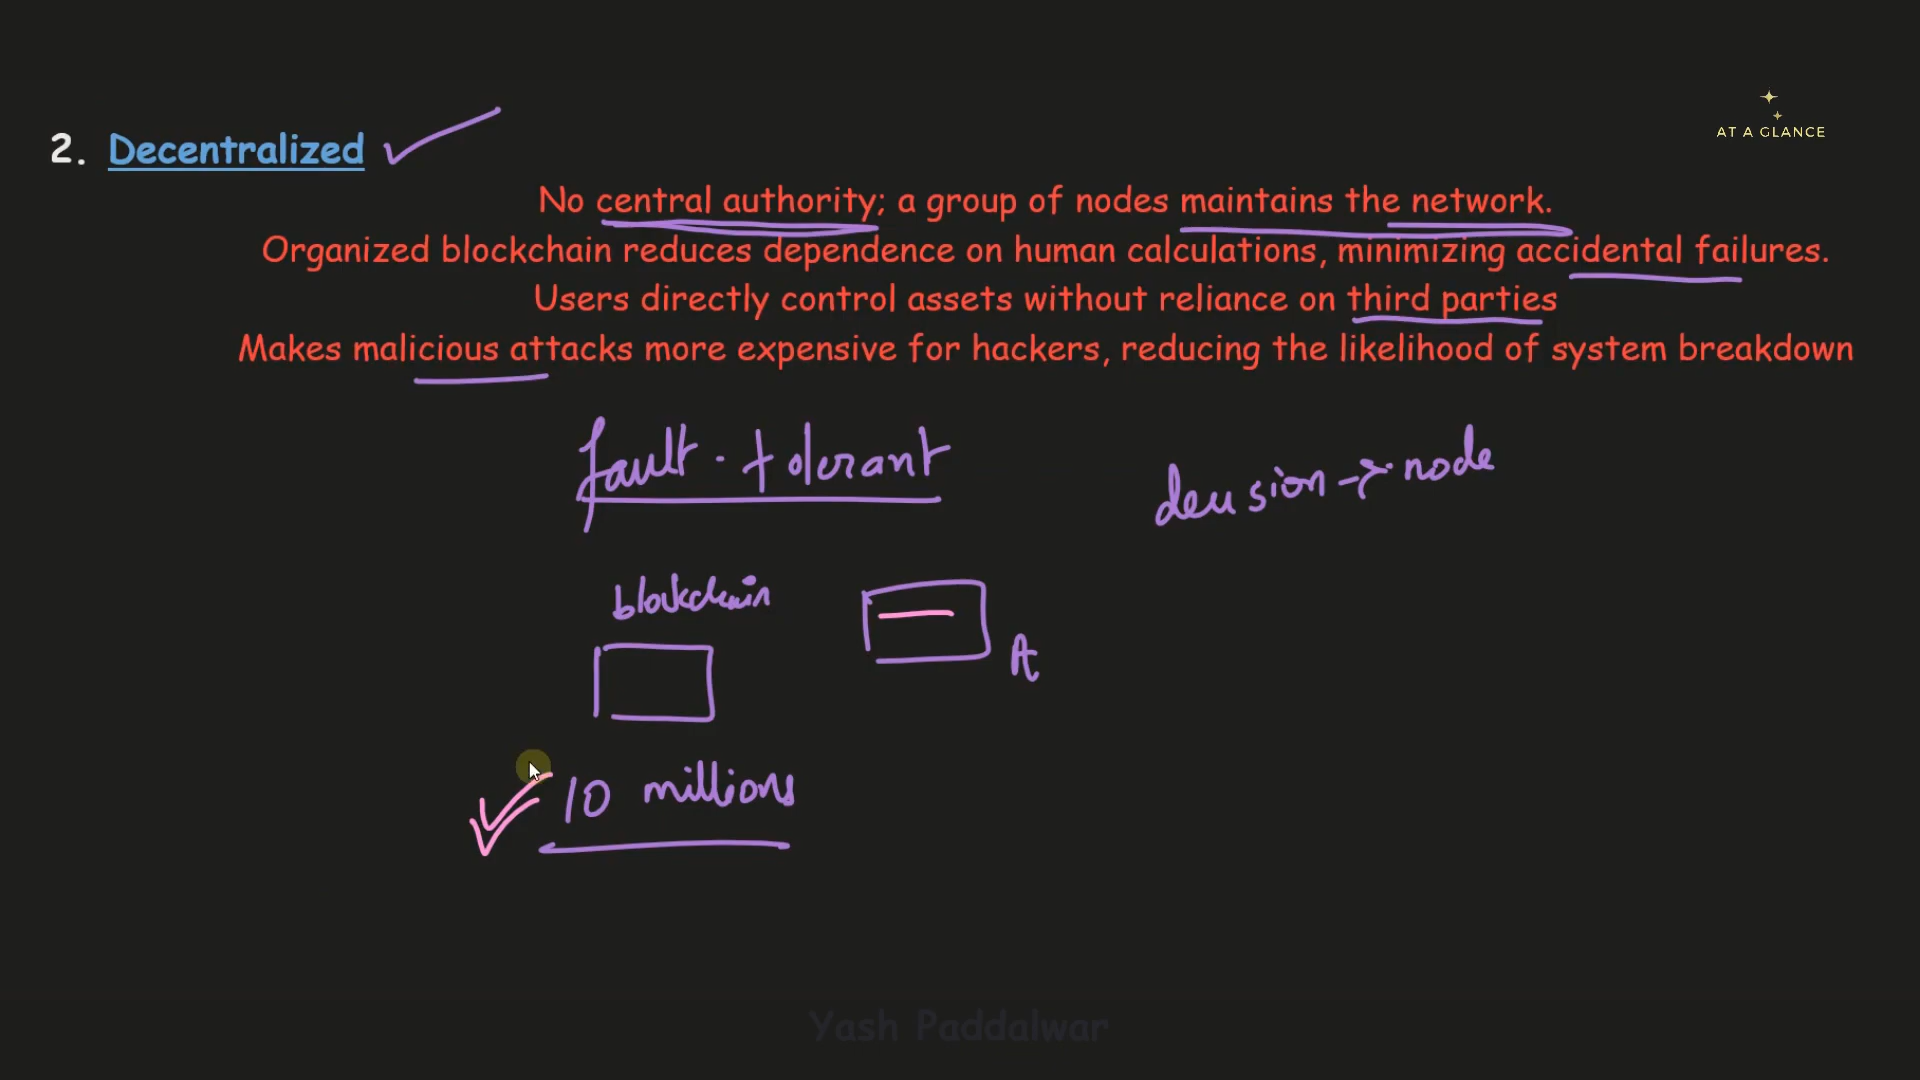 AT A GLANCE
2. Decentralized
No central authority; a group of nodes maintains the network.
Organized blockchain reduces dependence on human calculations, minimizing accidental failures.
Users directly control assets without reliance on third parties
Makes malicious attacks more expensive for hackers, reducing the likelihood of system breakdown
fault-tolerant
decision → node
blockchain
A
10 millions
Yash Paddalwar